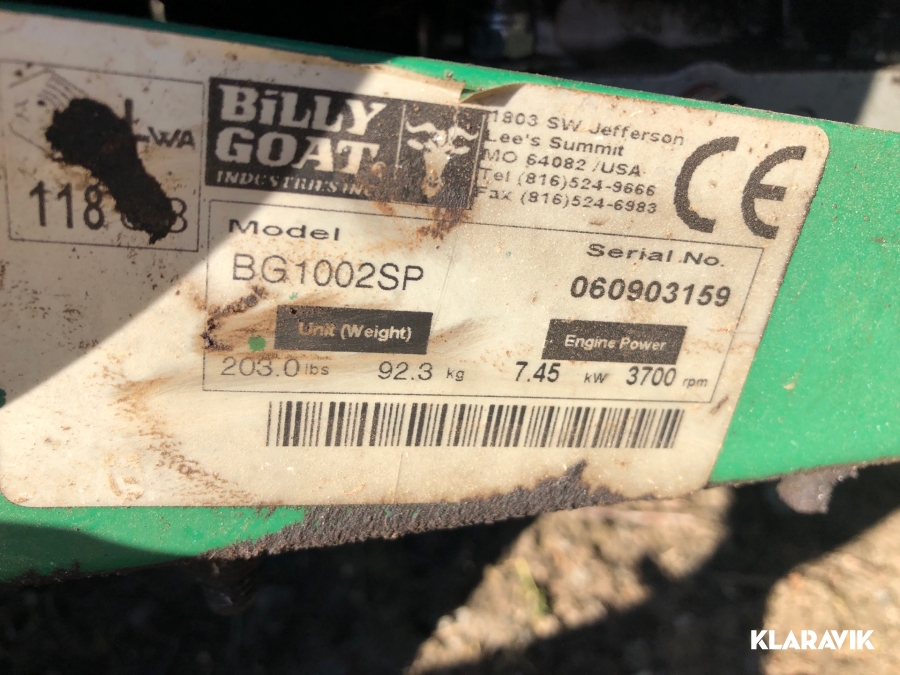 BiLLY
GOAT
INDUSTRIES INC
1803 SW Jefferson
Lee's Summit
MO 64082 /USA
Tel (816)524-9666
Fax (816)524-6983
CE
WA
118
Model
BG1002SP
Serial No.
060903159
Unit (Weight)
Engine Power
203.0 lbs 92.3 kg 7.45 kW 3700 rpm
KLARAVIK